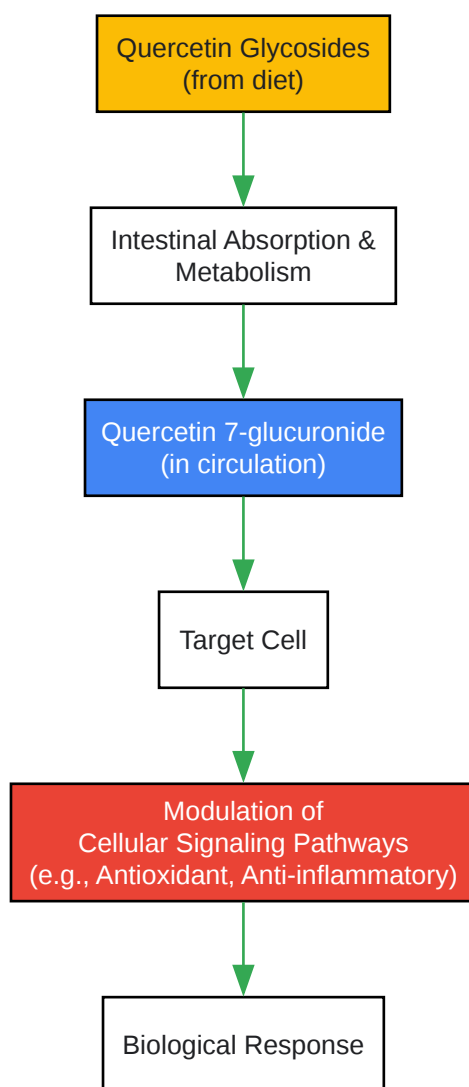 Quercetin Glycosides
(from diet)
Intestinal Absorption &
Metabolism
Quercetin 7-glucuronide
(in circulation)
Target Cell
Modulation of
Cellular Signaling Pathways
(e.g., Antioxidant, Anti-inflammatory)
Biological Response